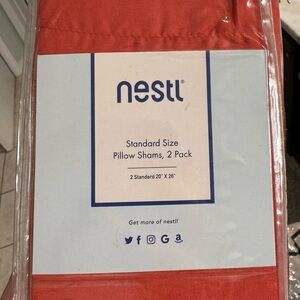 nestl
Standard Size
Pillow Shams, 2 Pack
2 Standard 20" X 26"
Get more of nestl